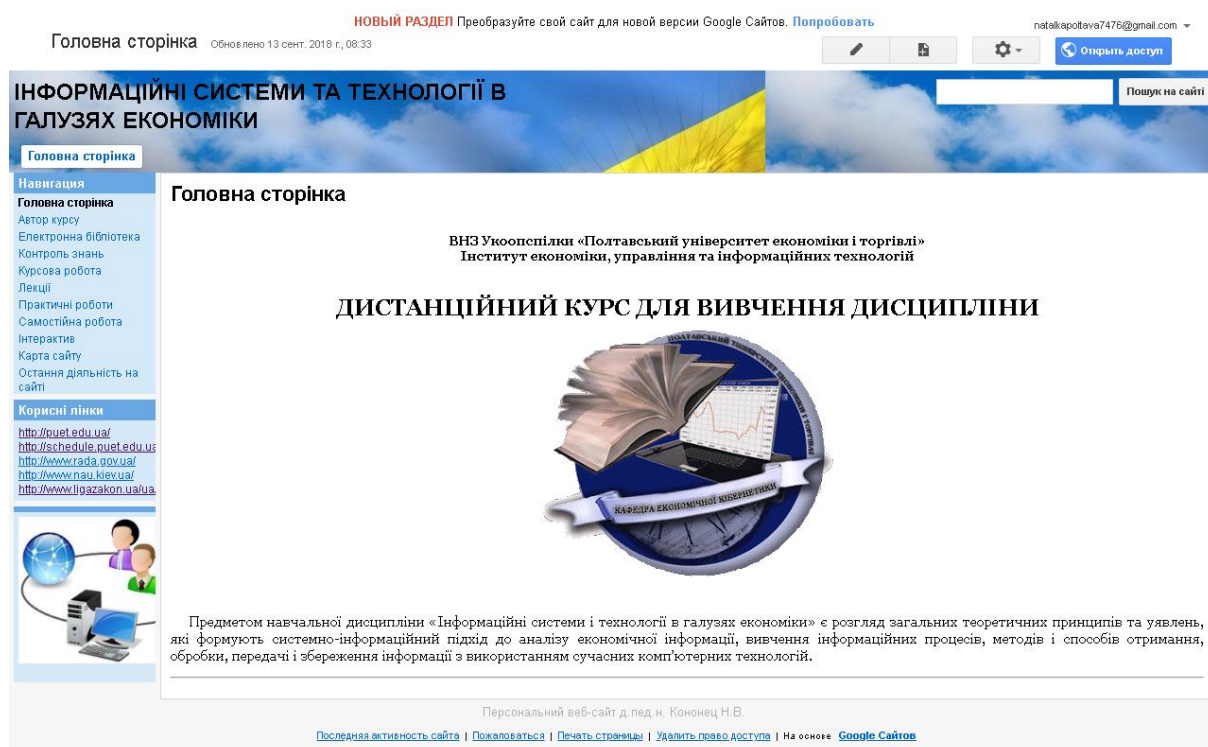 НОВЫЙ РАЗДЕЛ Преобразуйте свой сайт для новой версии Google Сайтов. Попробовать
natalkapoltava7476@gmail.com
Головна сторінка Обновлено 13 сент. 2018 г., 08:33
Открыть доступ
ІНФОРМАЦІЙНІ СИСТЕМИ ТА ТЕХНОЛОГІЇ В
ГАЛУЗЯХ ЕКОНОМІКИ
Пошук на сайті
Головна сторінка
Навигация
Головна сторінка
Автор курсу
Електронна бібліотека
Контроль знань
Курсова робота
Лекції
Практичні роботи
Самостійна робота
Інтерактив
Карта сайту
Остання діяльність на
сайті
Корисні лінки
http://puet.edu.ua/
http://schedule.puet.edu.ua
http://www.rada.gov.ua/
http://www.nau.kiev.ua/
http://www.ligazakon.ua/ua
Головна сторінка
ВНЗ Укоопспілки «Полтавський університет економіки і торгівлі»
Інститут економіки, управління та інформаційних технологій
ДИСТАНЦІЙНИЙ КУРС ДЛЯ ВИВЧЕННЯ ДИСЦИПЛІНИ
ПОЛТАВСЬКИЙ УНІВЕРСИТЕТ ЕКОНОМІКИ І ТОРГІВЛІ
КАФЕДРА ЕКОНОМІЧНОЇ КІБЕРНЕТИКИ
Предметом навчальної дисципліни «Інформаційні системи і технології в галузях економіки» є розгляд загальних теоретичних принципів та уявлень,
які формують системно-інформаційний підхід до аналізу економічної інформації, вивчення інформаційних процесів, методів і способів отримання,
обробки, передачі і збереження інформації з використанням сучасних комп'ютерних технологій.
Персональний веб-сайт д.пед.н. Кононец Н.В.
Последняя активность сайта | Пожаловаться | Печать страницы | Удалить право доступа | На основе Google Сайтов